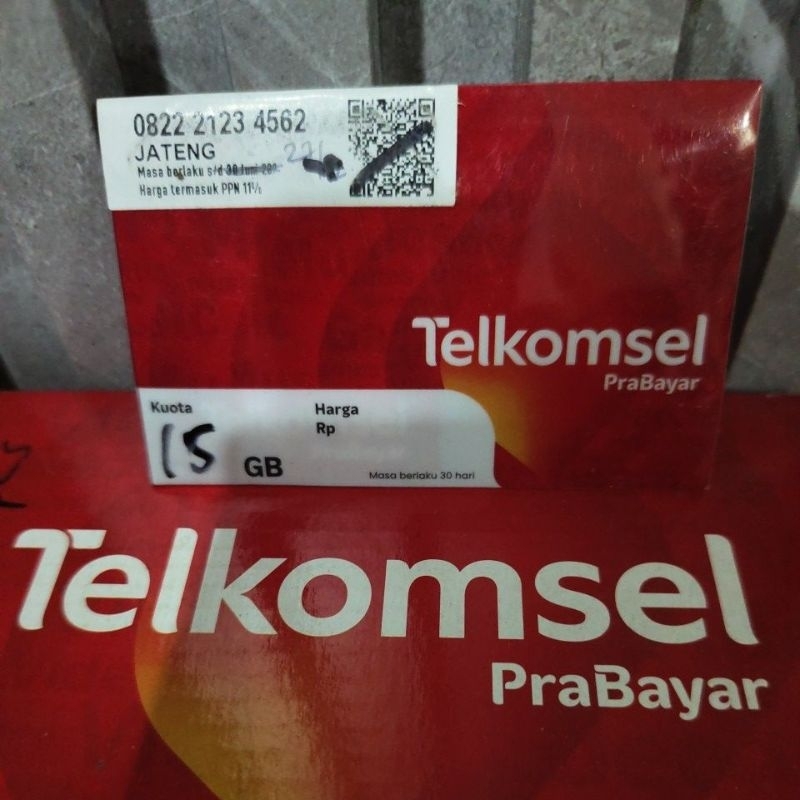 0822 2123 4562
JATENG
Masa berlaku s/d 30 Juni
Harga termasuk PPN 11%
Telkomsel
PraBayar
Kuota
15 GB
Harga
Rp
Masa berlaku 30 hari
Telkomsel
PraBayar